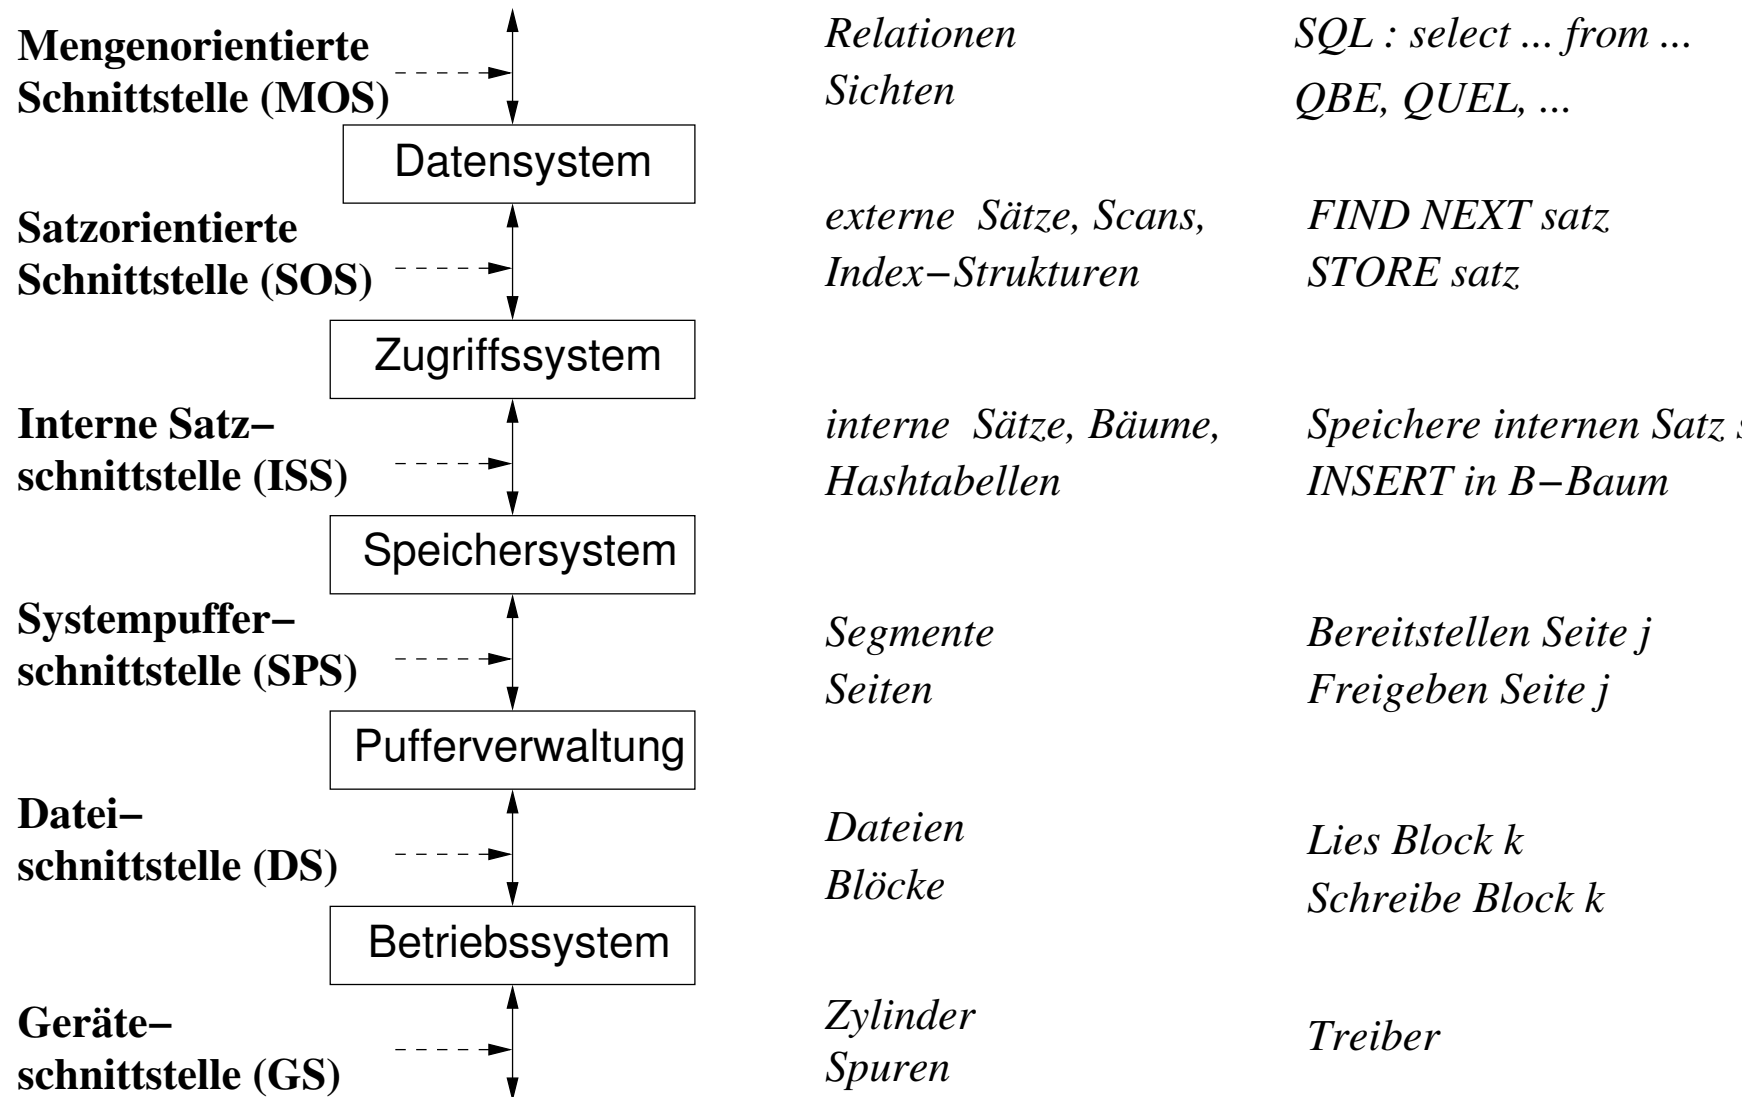 Mengenorientierte
Schnittstelle (MOS)
Relationen
Sichten
SQL : select ... from ...
QBE, QUEL, ...
Datensystem
Satzorientierte
Schnittstelle (SOS)
externe Sätze, Scans,
Index−Strukturen
FIND NEXT satz
STORE satz
Zugriffssystem
Interne Satz−
schnittstelle (ISS)
interne Sätze, Bäume,
Hashtabellen
Speichere internen Satz s
INSERT in B−Baum
Speichersystem
Systempuffer−
schnittstelle (SPS)
Segmente
Seiten
Bereitstellen Seite j
Freigeben Seite j
Pufferverwaltung
Datei−
schnittstelle (DS)
Dateien
Blöcke
Lies Block k
Schreibe Block k
Betriebssystem
Geräte−
schnittstelle (GS)
Zylinder
Spuren
Treiber